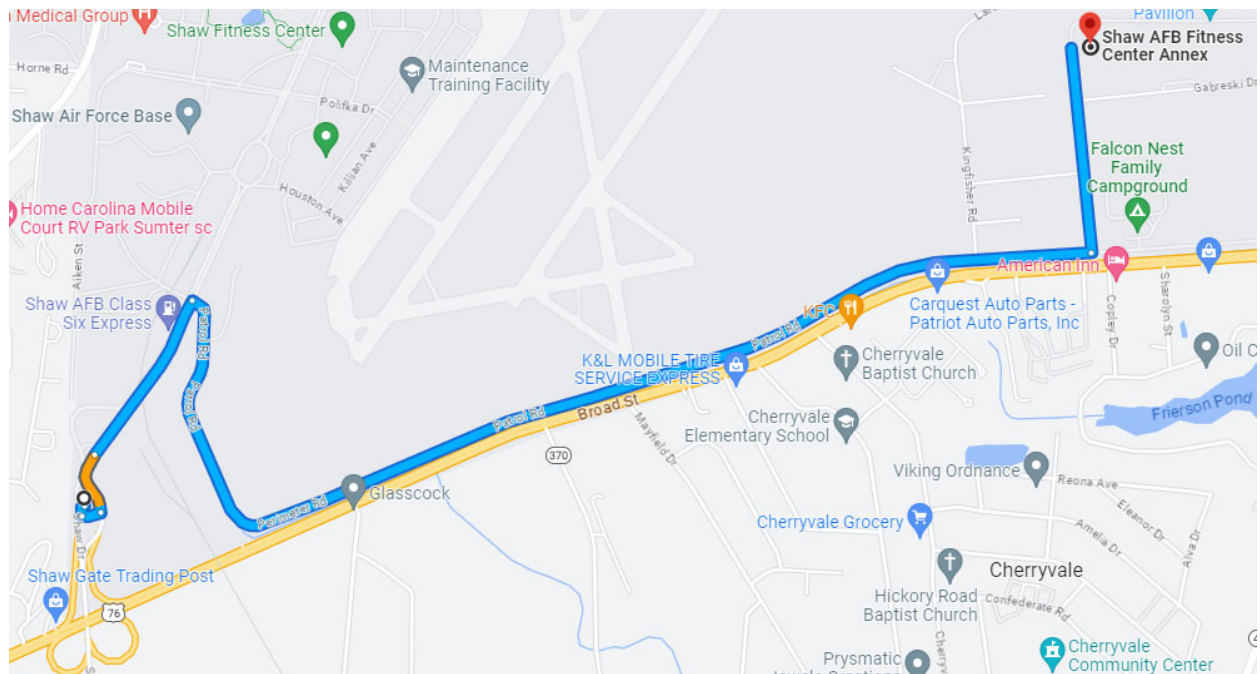 Medical Group
Shaw Fitness Center
Pavilion
Shaw AFB Fitness
Center Annex
Horne Rd
Maintenance
Training Facility
Polifka Dr
Gabreski Dr
Shaw Air Force Base
Killian Ave
Houston Ave
Kingfisher Rd
Falcon Nest
Family
Campground
Home Carolina Mobile
Court RV Park Sumter sc
Aiken St
American Inn
Shaw AFB Class
Six Express
Patrol Rd
Patrol Rd
Carquest Auto Parts -
Patriot Auto Parts, Inc
Copley Dr
Sharolyn St
KFC
Patrol Rd
K&L MOBILE TIRE
SERVICE EXPRESS
Cherryvale
Baptist Church
Oil C
Broad St
Patrol Rd
Mayfield Dr
Frierson Pond
Cherryvale
Elementary School
370
Viking Ordnance
Glasscock
Perimeter Rd
Reona Ave
Eleanor Dr
Shaw Dr
Cherryvale Grocery
Amelia Dr
Alva Dr
Shaw Gate Trading Post
76
Cherryvale
Hickory Road
Baptist Church
Confederate Rd
Cherryvale
Community Center
Prysmatic